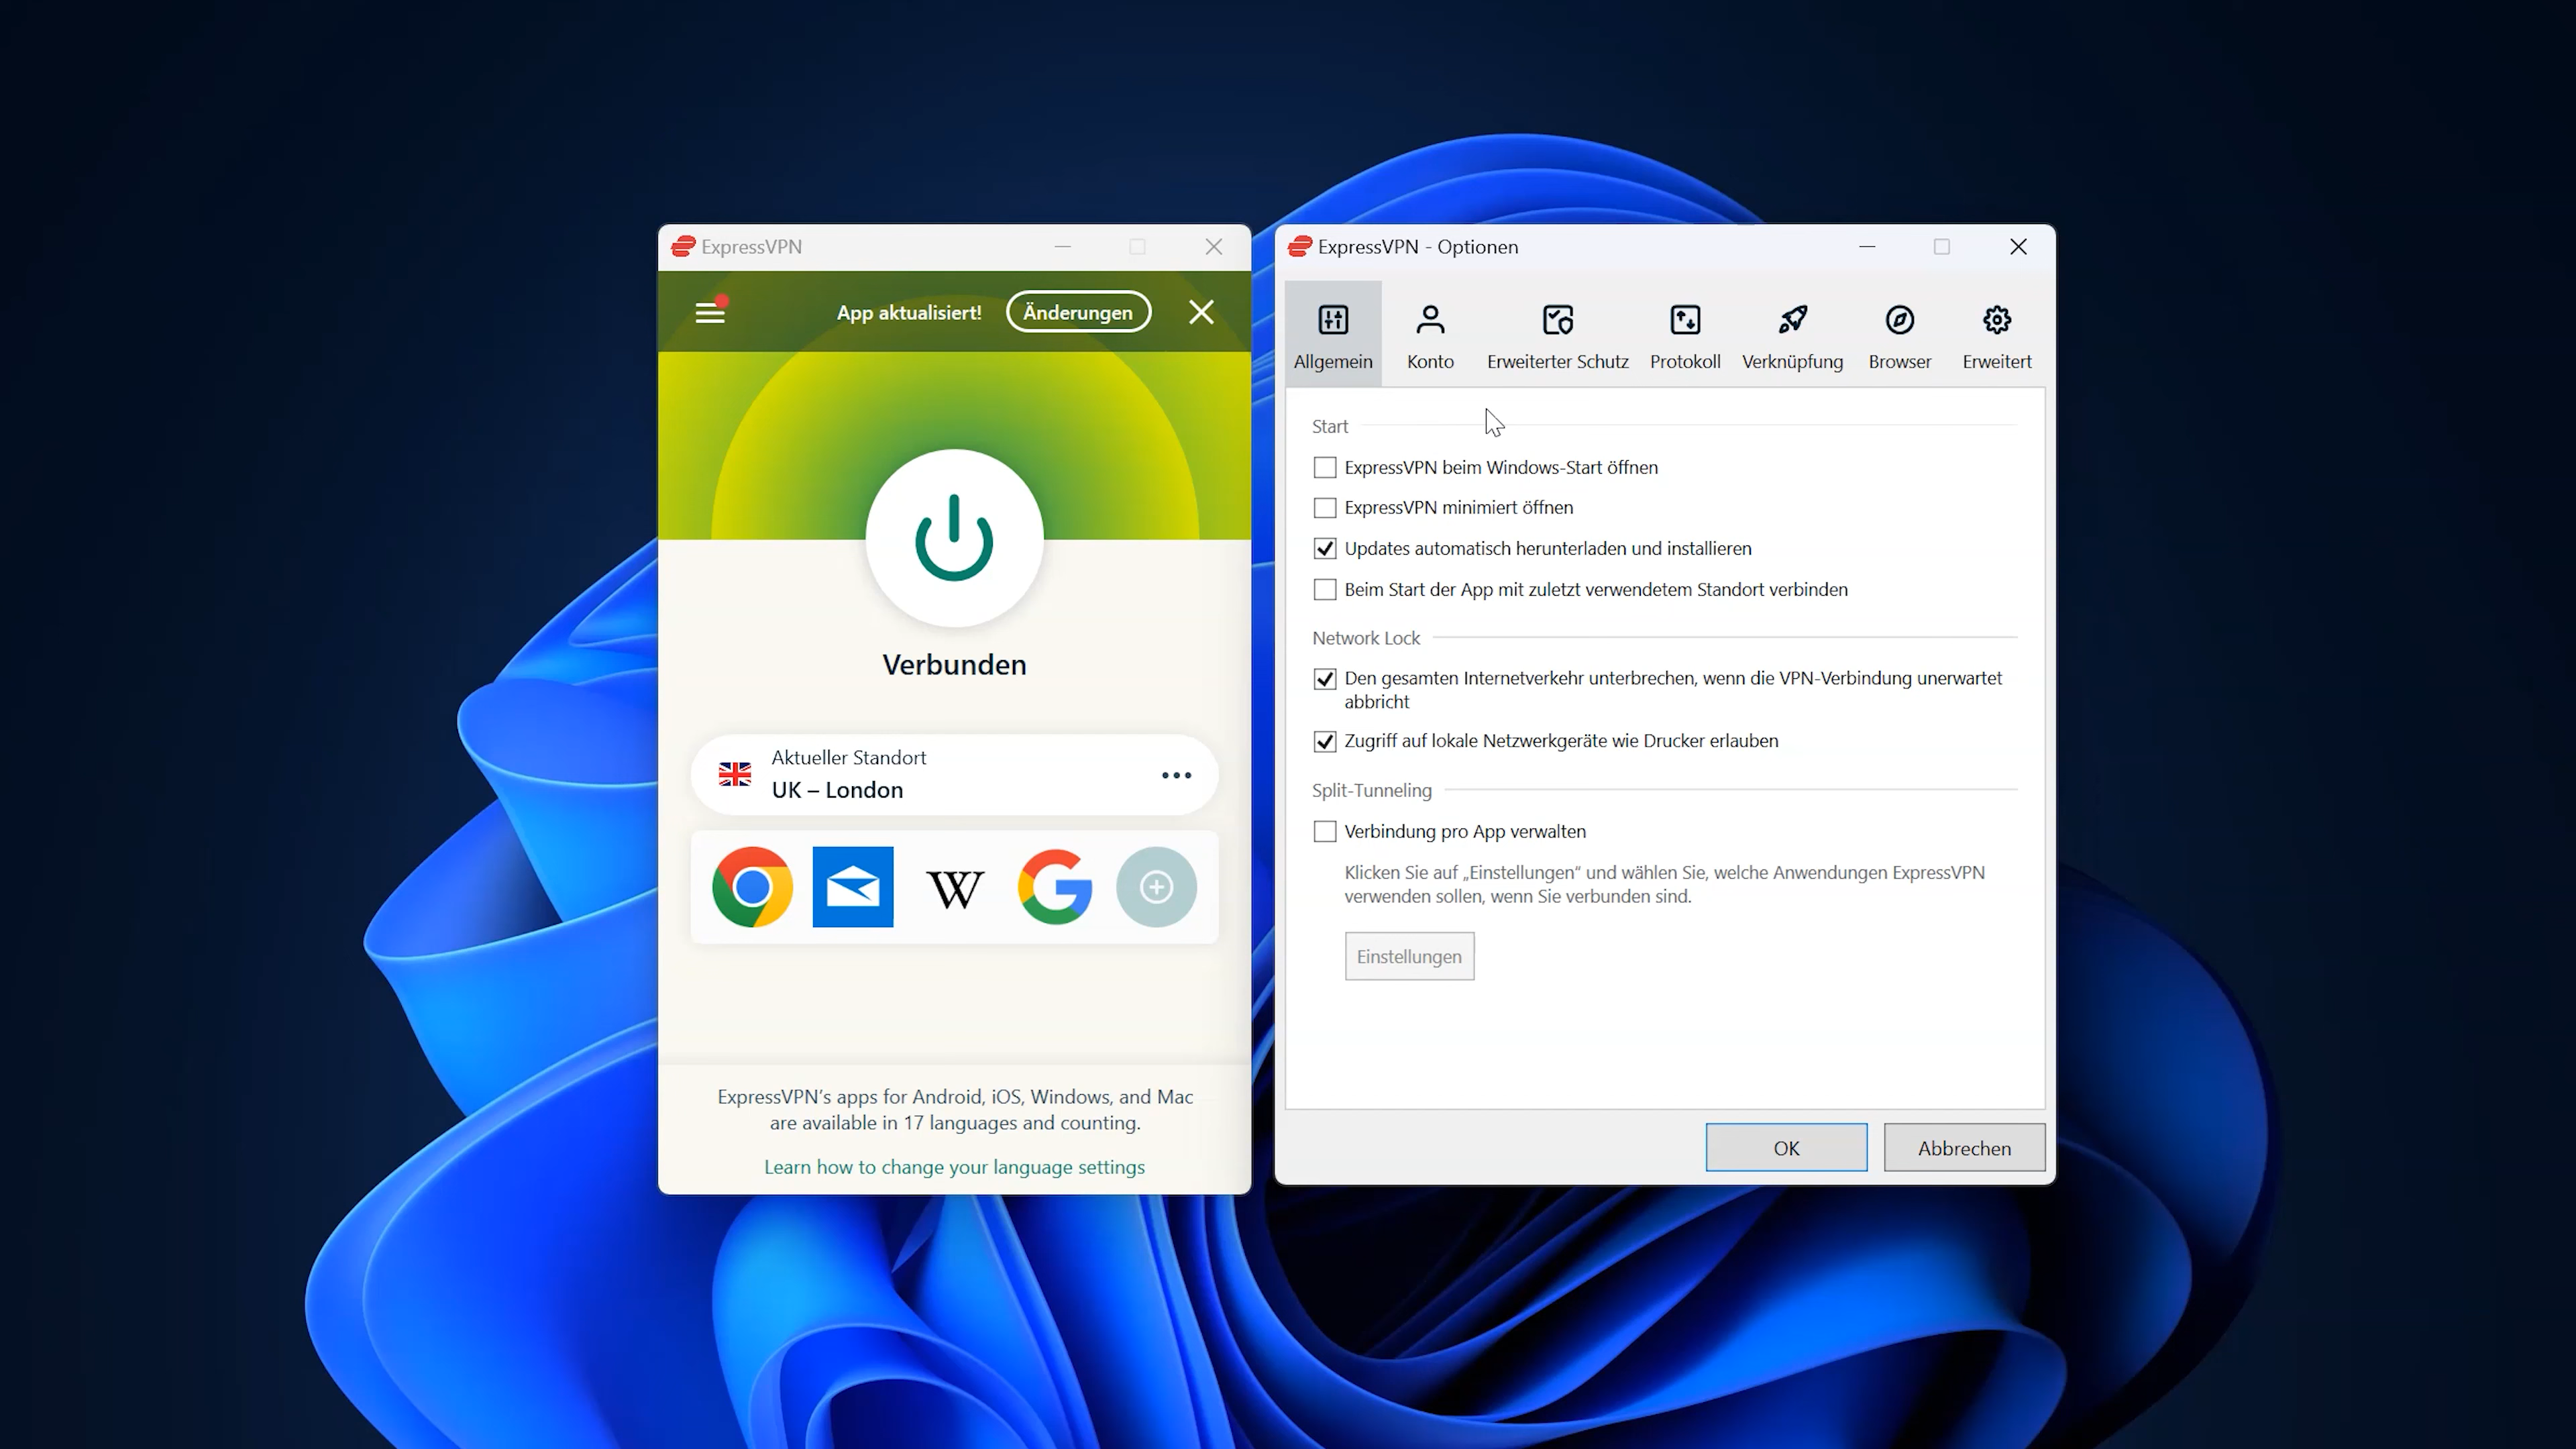 ExpressVPN
App aktualisiert!
Änderungen
Verbunden
Aktueller Standort
UK – London
W
ExpressVPN's apps for Android, iOS, Windows, and Mac
are available in 17 languages and counting.
Learn how to change your language settings
ExpressVPN - Optionen
Allgemein
Konto
Erweiterter Schutz
Protokoll
Verknüpfung
Browser
Erweitert
Start
ExpressVPN beim Windows-Start öffnen
ExpressVPN minimiert öffnen
Updates automatisch herunterladen und installieren
Beim Start der App mit zuletzt verwendetem Standort verbinden
Network Lock
Den gesamten Internetverkehr unterbrechen, wenn die VPN-Verbindung unerwartet
abbricht
Zugriff auf lokale Netzwerkgeräte wie Drucker erlauben
Split-Tunneling
Verbindung pro App verwalten
Klicken Sie auf „Einstellungen“ und wählen Sie, welche Anwendungen ExpressVPN
verwenden sollen, wenn Sie verbunden sind.
Einstellungen
OK
Abbrechen